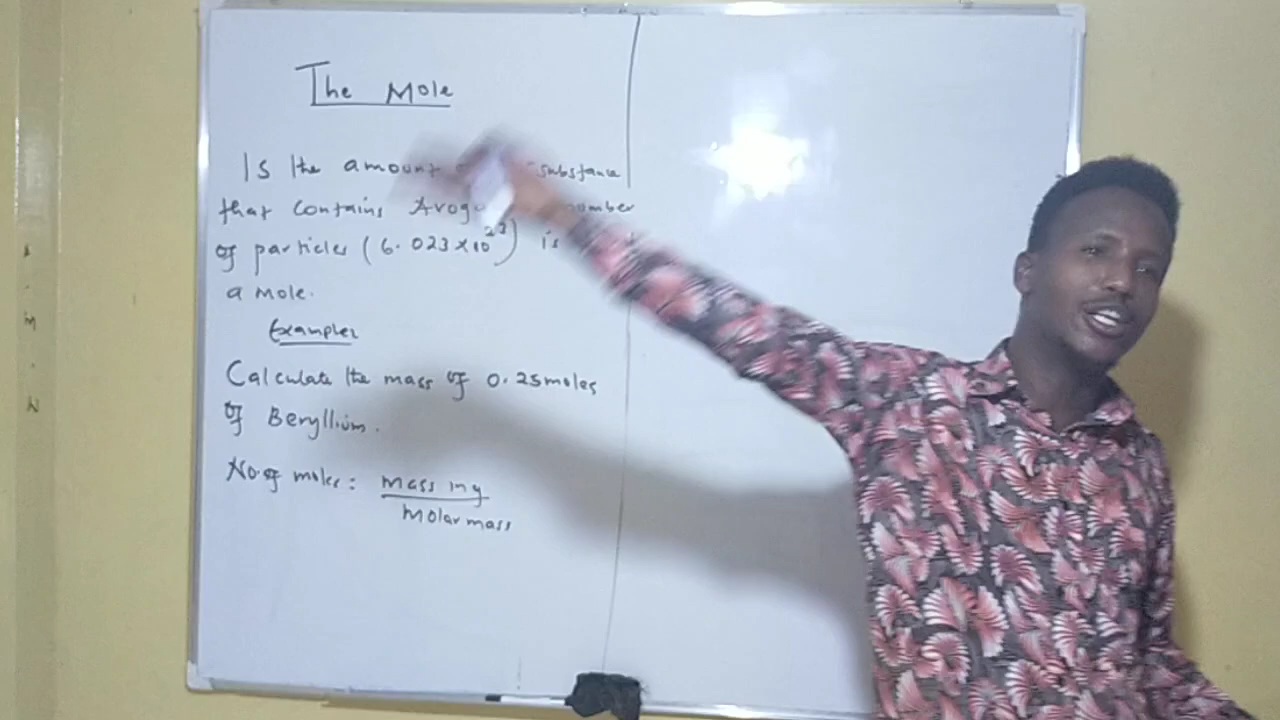 The Mole
Is the amount substance
that contains number
of particles (6.023x10²³) is
a mole.
Examples
Calculate the mass of 0.25moles
of Beryllium.
No. of moles: mass in g
Molar mass